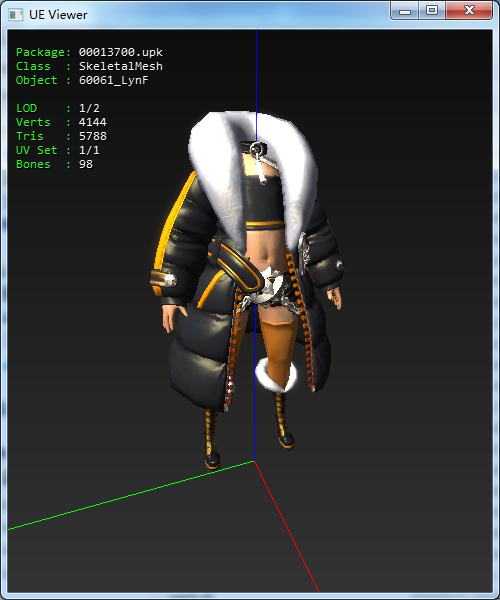 UE Viewer
Package: 00013700.upk
Class : SkeletalMesh
Object : 60061_LynF
LOD : 1/2
Verts : 4144
Tris : 5788
UV Set : 1/1
Bones : 98